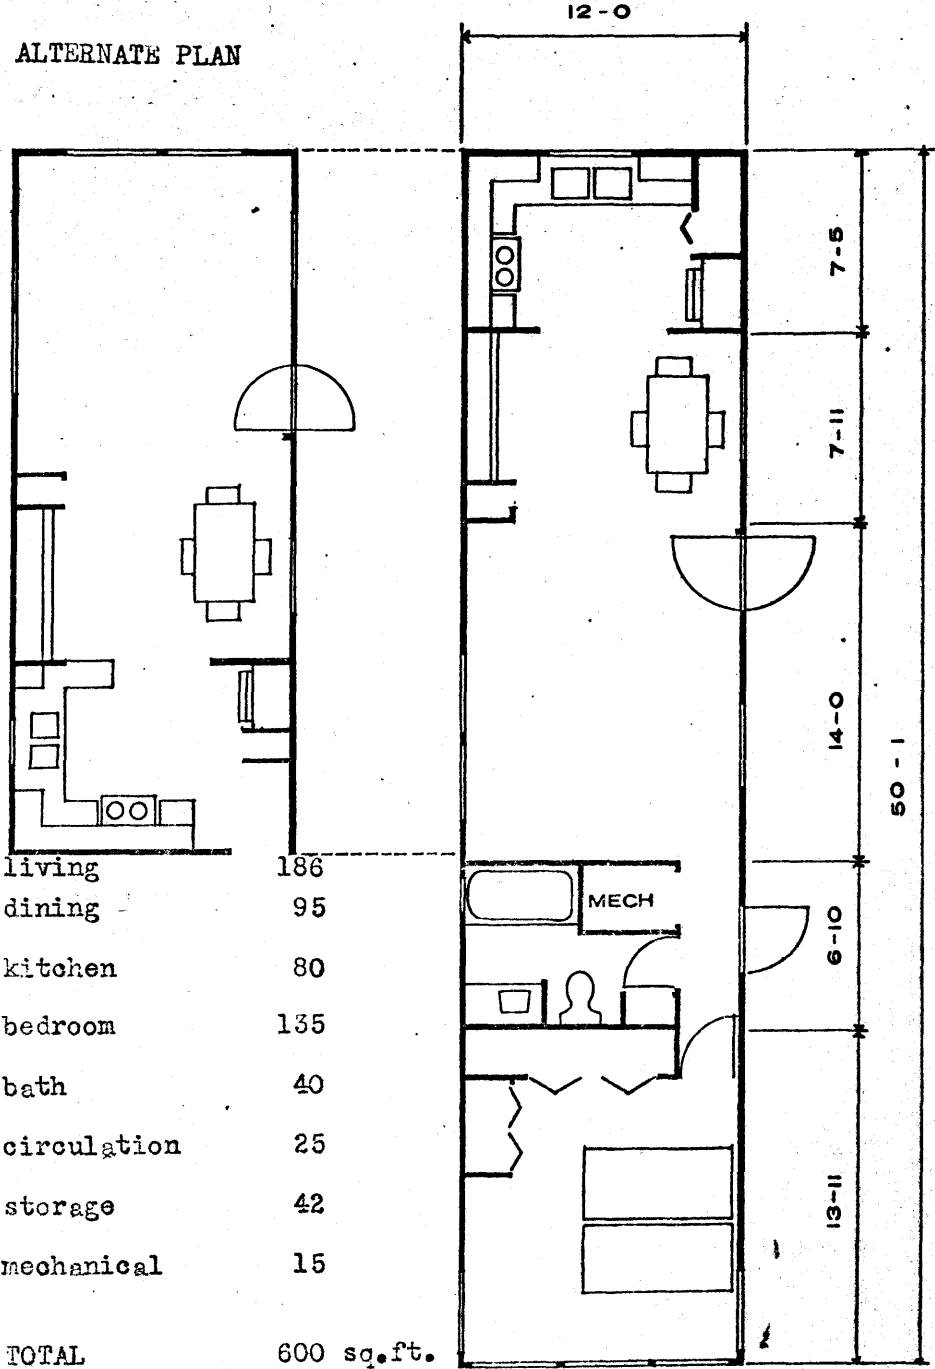 12-0
ALTERNATE PLAN
7-5
7-11
14-0
50-1
living 186
dining 95
MECH
6-10
kitchen 80
bedroom 135
bath 40
circulation 25
storage 42
13-11
mechanical 15
TOTAL 600 sq.ft.